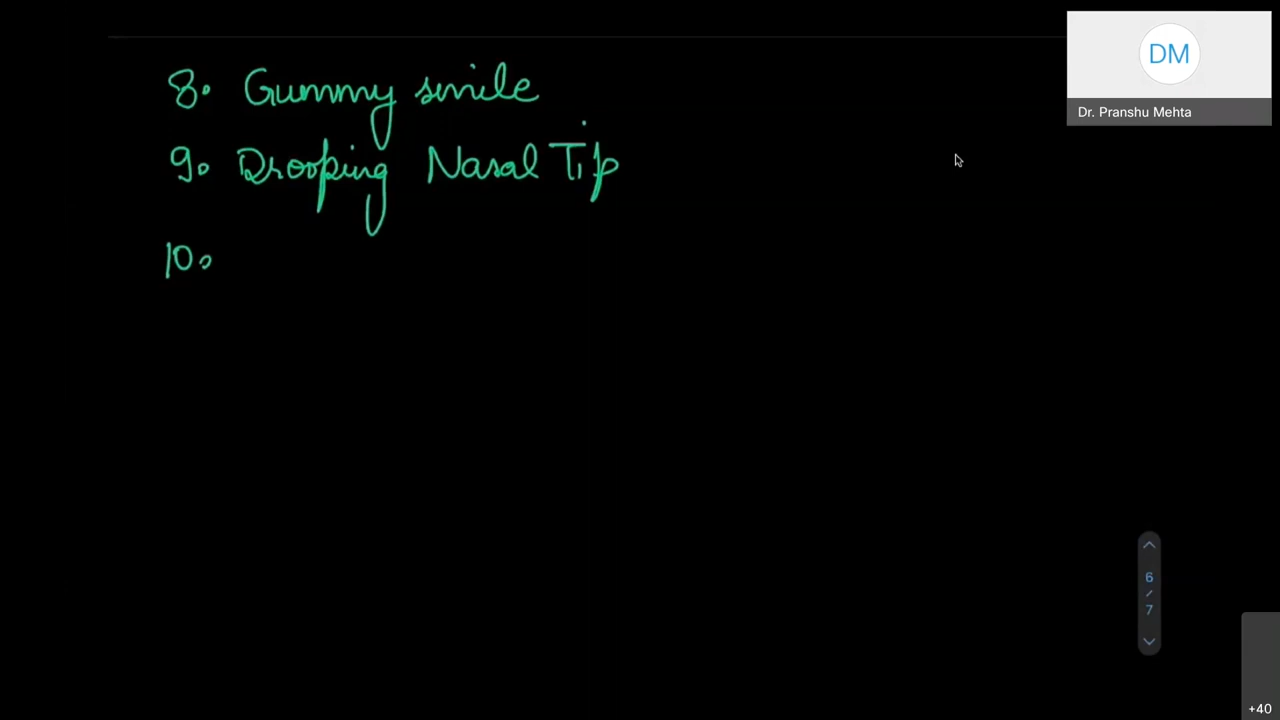 DM
Dr. Pranshu Mehta
8. Gummy smile
9. Drooping Nasal Tip
10.
6
/
7
+40